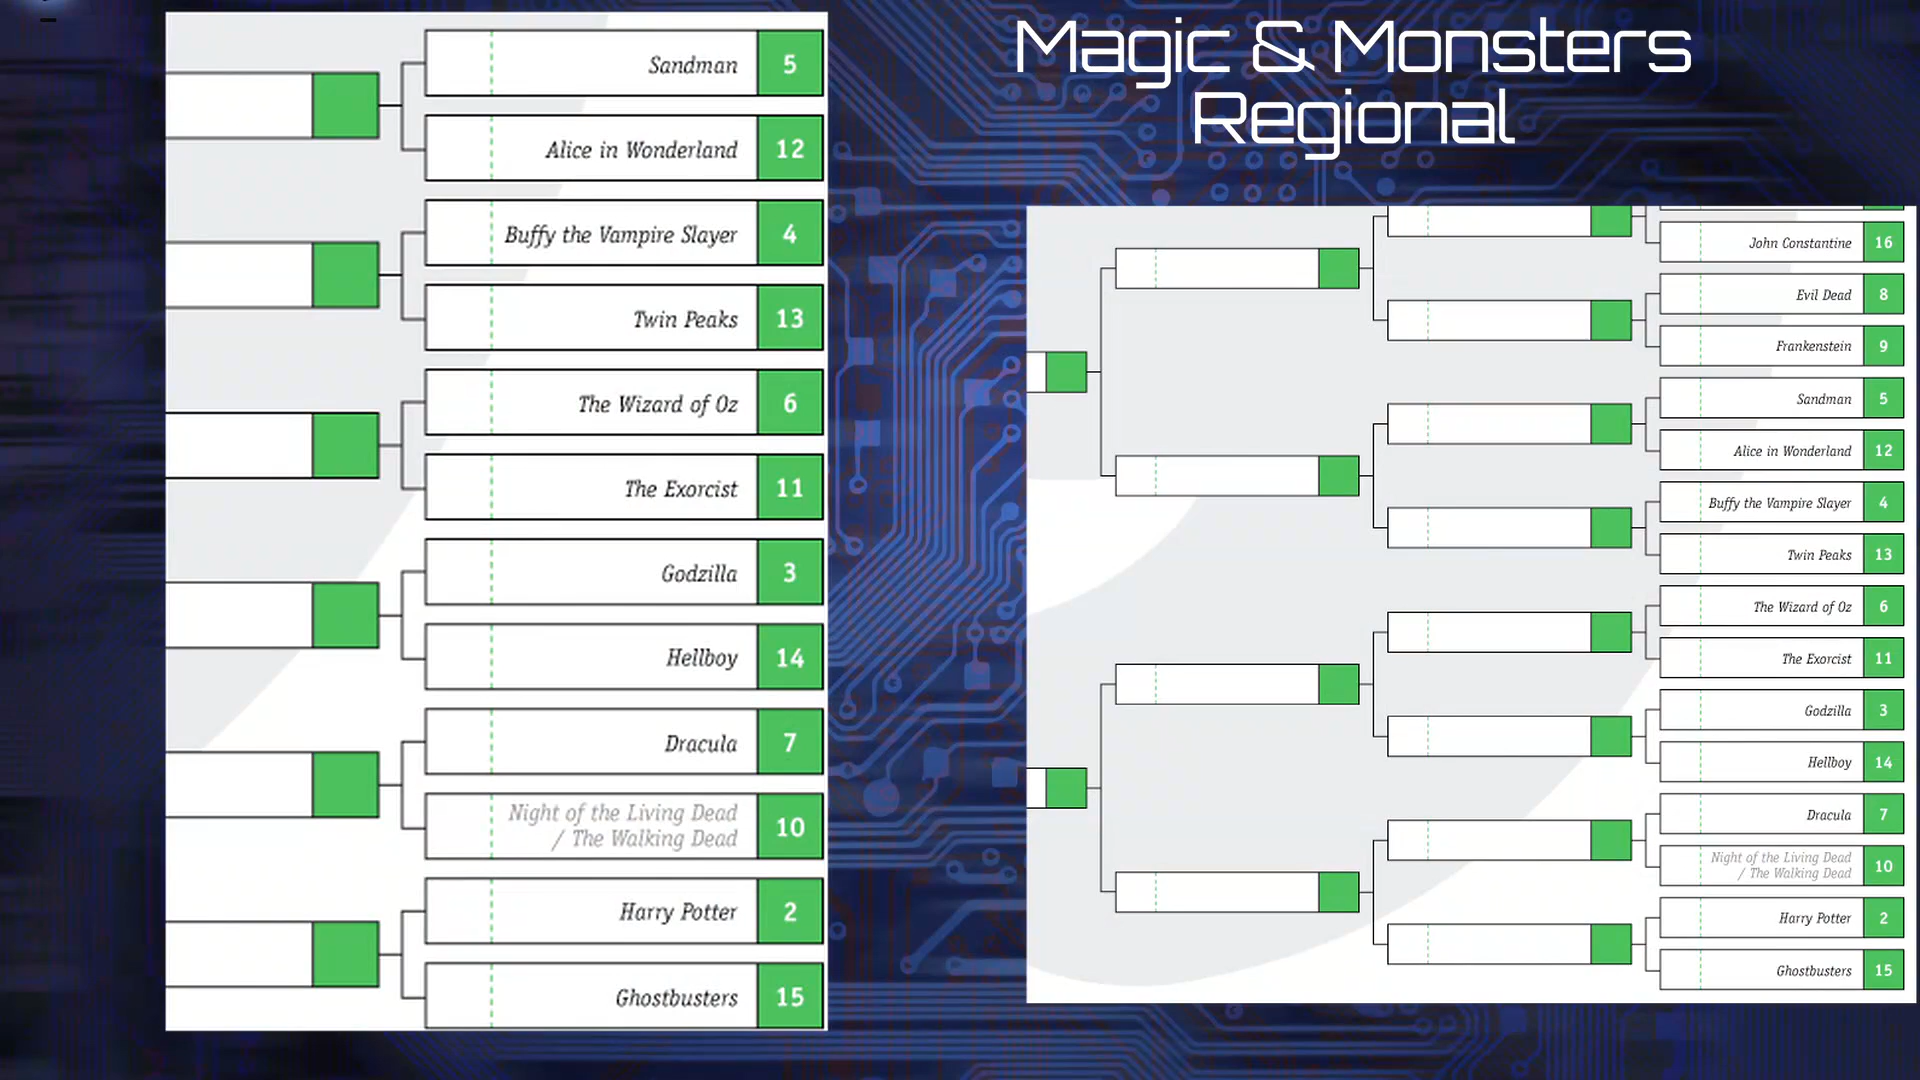 Magic & Monsters
Regional
Sandman 5
Alice in Wonderland 12
Buffy the Vampire Slayer 4
Twin Peaks 13
The Wizard of Oz 6
The Exorcist 11
Godzilla 3
Hellboy 14
Dracula 7
Night of the Living Dead
/ The Walking Dead 10
Harry Potter 2
Ghostbusters 15
John Constantine 16
Evil Dead 8
Frankenstein 9
Sandman 5
Alice in Wonderland 12
Buffy the Vampire Slayer 4
Twin Peaks 13
The Wizard of Oz 6
The Exorcist 11
Godzilla 3
Hellboy 14
Dracula 7
Night of the Living Dead
/ The Walking Dead 10
Harry Potter 2
Ghostbusters 15